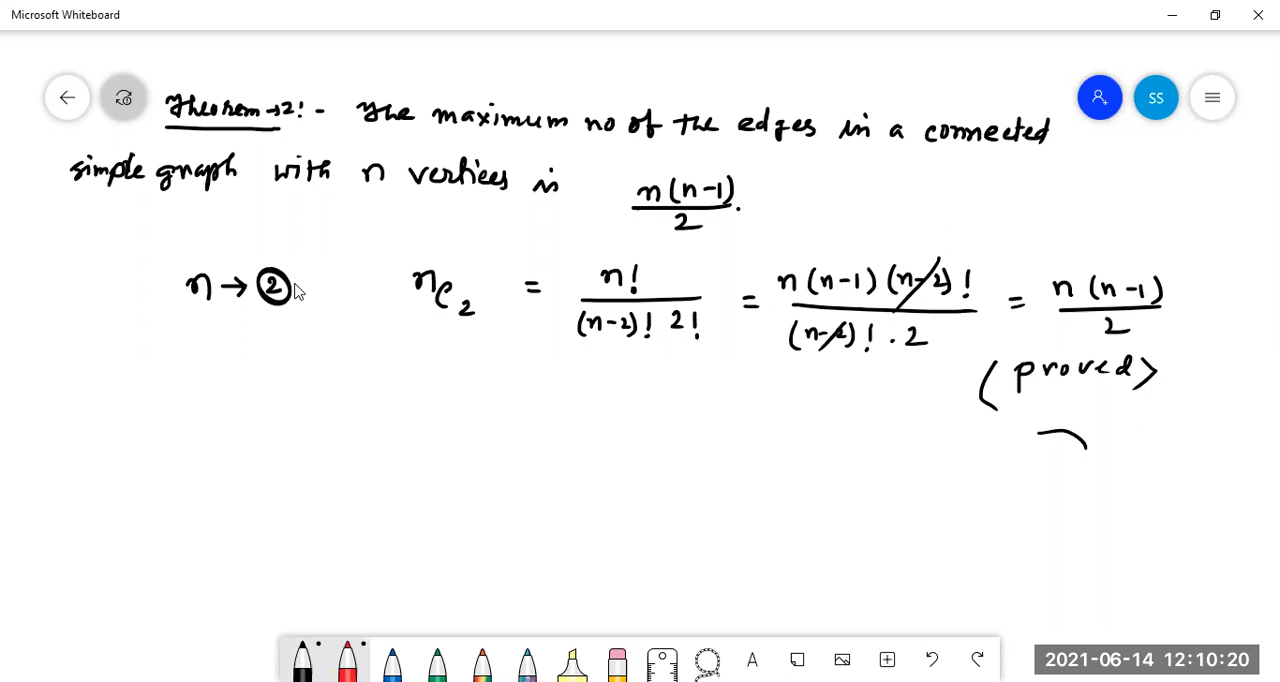 Microsoft Whiteboard
Theorem → 2! - The maximum no of the edges in a connected
simple graph with n vertices is n(n-1)/2.
n → 2 nC2 = n!/(n-2)! 2! = n(n-1)(n-2)!/(n-2)! . 2 = n(n-1)/2
(proved)
SS
A
2021-06-14 12:10:20